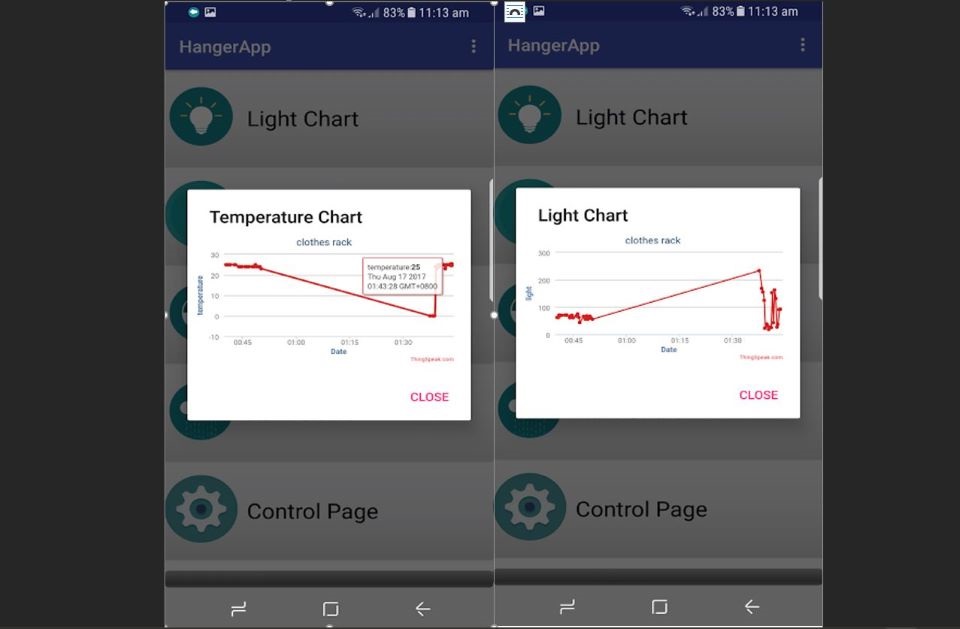 83% 11:13 am
HangerApp
Light Chart
Temperature Chart
clothes rack
30
20
10
0
-10
temperature
temperature:25
Thu Aug 17 2017
01:43:28 GMT+0800
00:45
01:00
01:15
01:30
Date
ThingSpeak.com
CLOSE
Control Page
83% 11:13 am
HangerApp
Light Chart
Light Chart
clothes rack
300
200
100
0
light
00:45
01:00
01:15
01:30
Date
ThingSpeak.com
CLOSE
Control Page